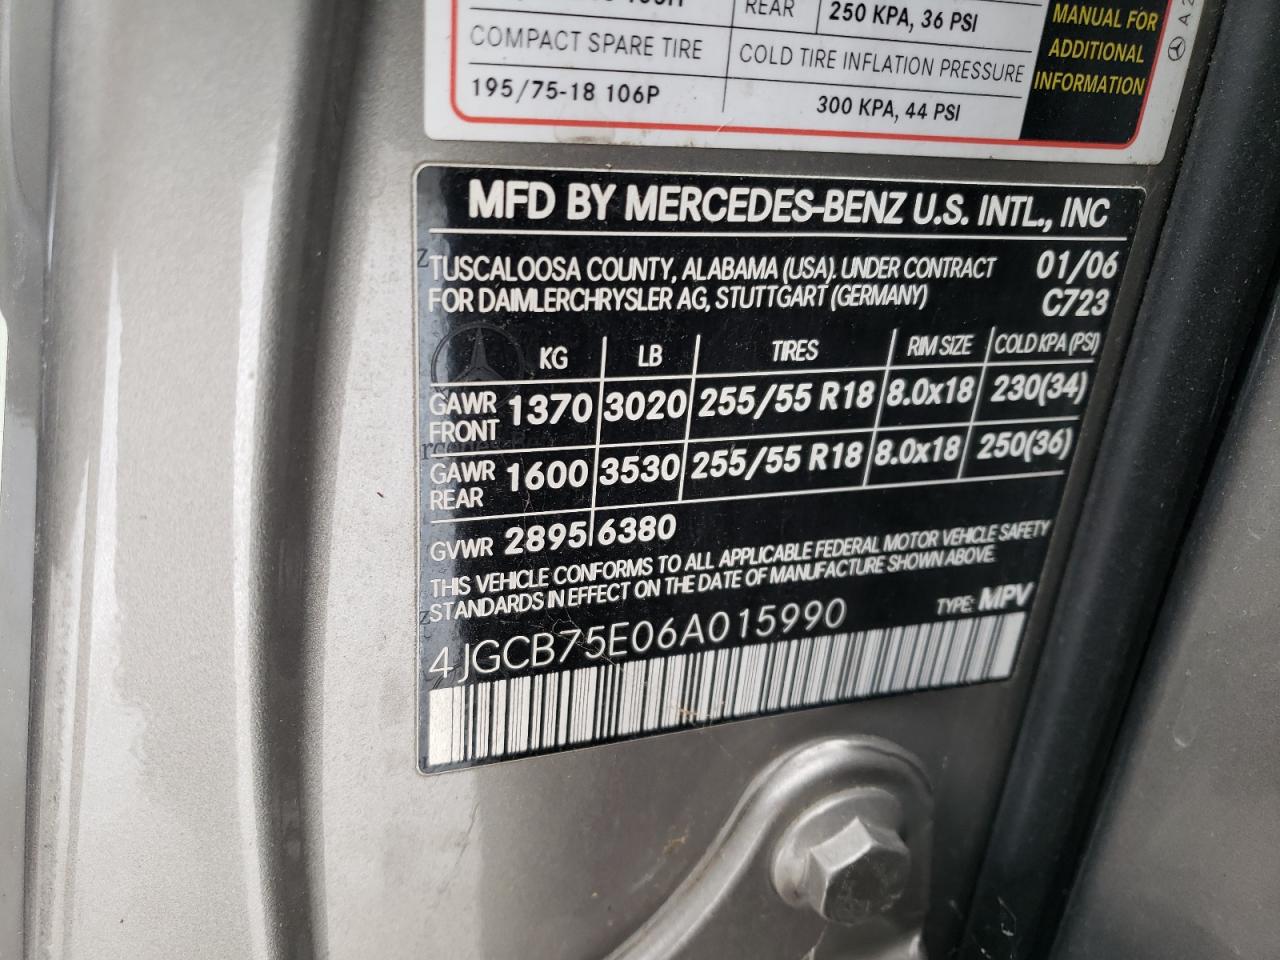 REAR 250 KPA, 36 PSI
COMPACT SPARE TIRE COLD TIRE INFLATION PRESSURE
195/75-18 106P 300 KPA, 44 PSI
MANUAL FOR
ADDITIONAL
INFORMATION
MFD BY MERCEDES-BENZ U.S. INTL., INC
TUSCALOOSA COUNTY, ALABAMA (USA). UNDER CONTRACT 01/06
FOR DAIMLERCHRYSLER AG, STUTTGART (GERMANY) C723
KG LB TIRES RIM SIZE COLD KPA (PSI)
GAWR FRONT 1370 3020 255/55 R18 8.0x18 230(34)
GAWR REAR 1600 3530 255/55 R18 8.0x18 250(36)
GVWR 2895 6380
THIS VEHICLE CONFORMS TO ALL APPLICABLE FEDERAL MOTOR VEHICLE SAFETY
STANDARDS IN EFFECT ON THE DATE OF MANUFACTURE SHOWN ABOVE.
4JGCB75E06A015990 TYPE: MPV